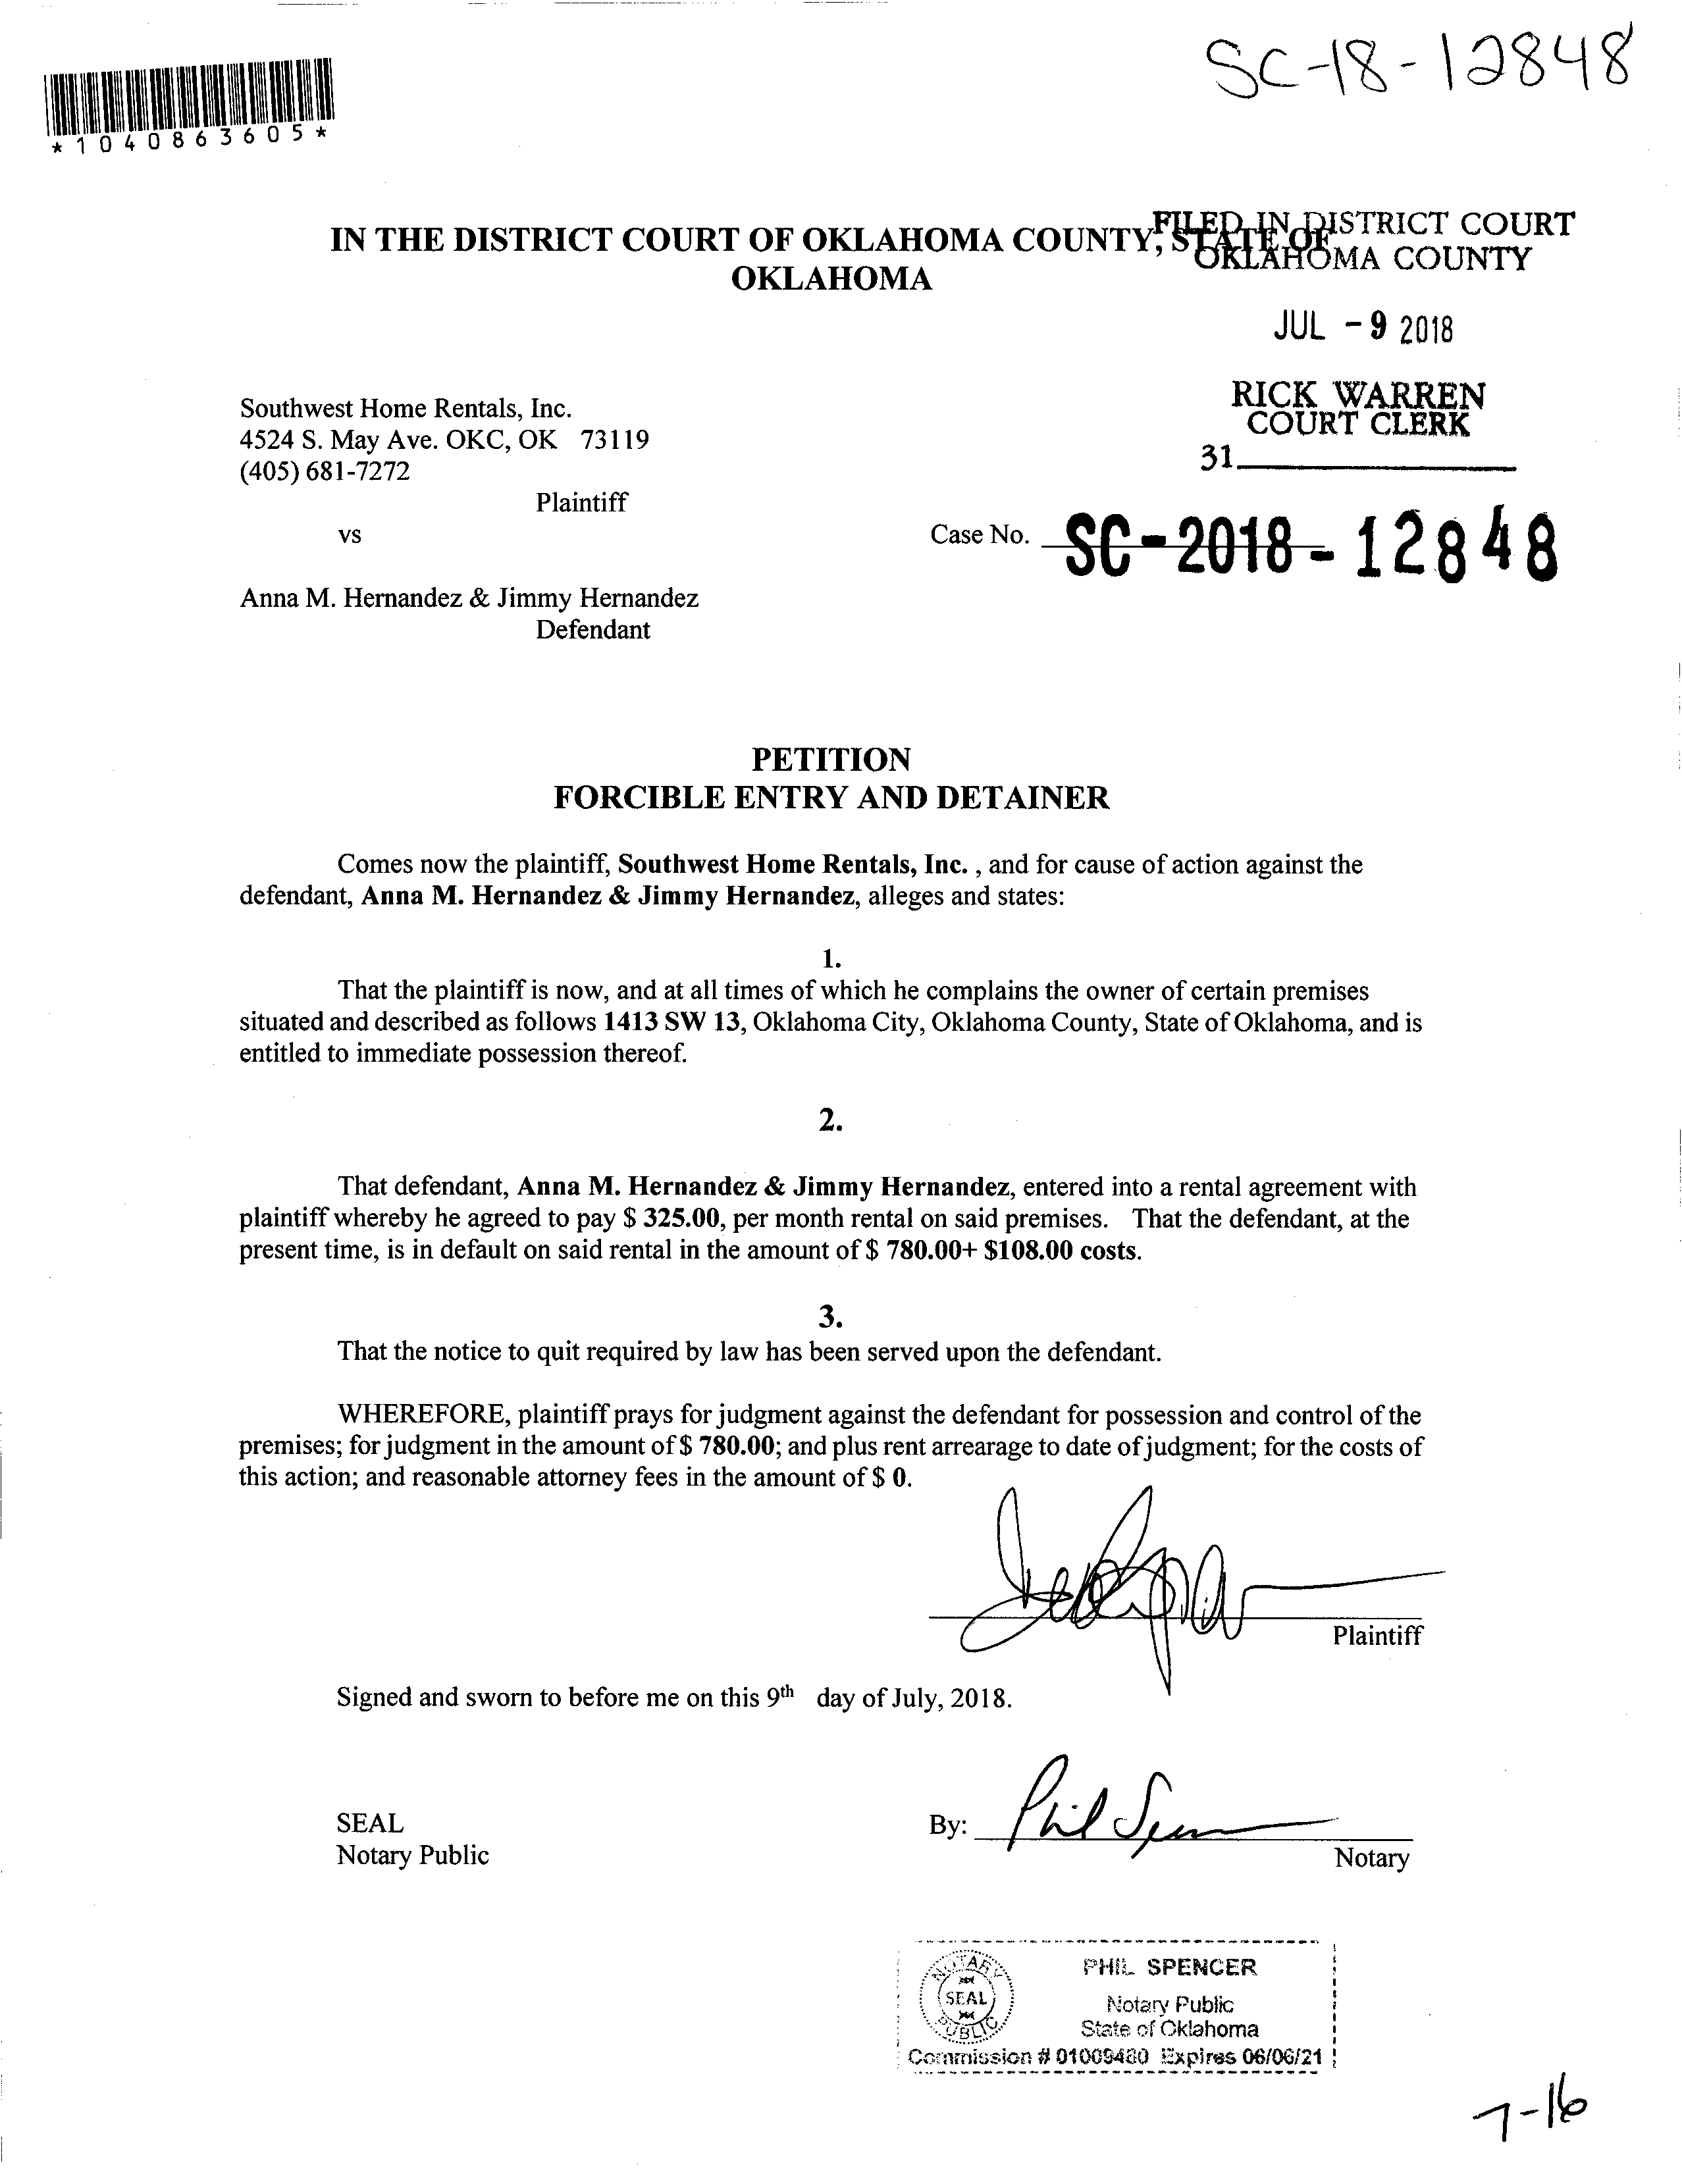 SC-18-12848
*1040863605*
IN THE DISTRICT COURT OF OKLAHOMA COUNTY, STATE OF
OKLAHOMA
FILED IN DISTRICT COURT
OKLAHOMA COUNTY
JUL - 9 2018
RICK WARREN
COURT CLERK
31
Southwest Home Rentals, Inc.
4524 S. May Ave. OKC, OK 73119
(405) 681-7272
Plaintiff
vs
Case No. SC-2018-12848
Anna M. Hernandez & Jimmy Hernandez
Defendant
PETITION
FORCIBLE ENTRY AND DETAINER
Comes now the plaintiff, Southwest Home Rentals, Inc. , and for cause of action against the
defendant, Anna M. Hernandez & Jimmy Hernandez, alleges and states:
1.
That the plaintiff is now, and at all times of which he complains the owner of certain premises
situated and described as follows 1413 SW 13, Oklahoma City, Oklahoma County, State of Oklahoma, and is
entitled to immediate possession thereof.
2.
That defendant, Anna M. Hernandez & Jimmy Hernandez, entered into a rental agreement with
plaintiff whereby he agreed to pay $ 325.00, per month rental on said premises. That the defendant, at the
present time, is in default on said rental in the amount of $ 780.00+ $108.00 costs.
3.
That the notice to quit required by law has been served upon the defendant.
WHEREFORE, plaintiff prays for judgment against the defendant for possession and control of the
premises; for judgment in the amount of $ 780.00; and plus rent arrearage to date of judgment; for the costs of
this action; and reasonable attorney fees in the amount of $ 0.
Plaintiff
Signed and sworn to before me on this 9th day of July, 2018.
SEAL
Notary Public
By: Phil Spencer
Notary
NOTARY
SEAL
PUBLIC
PHIL SPENCER
Notary Public
State of Oklahoma
Commission # 01009480 Expires 06/06/21
7-16